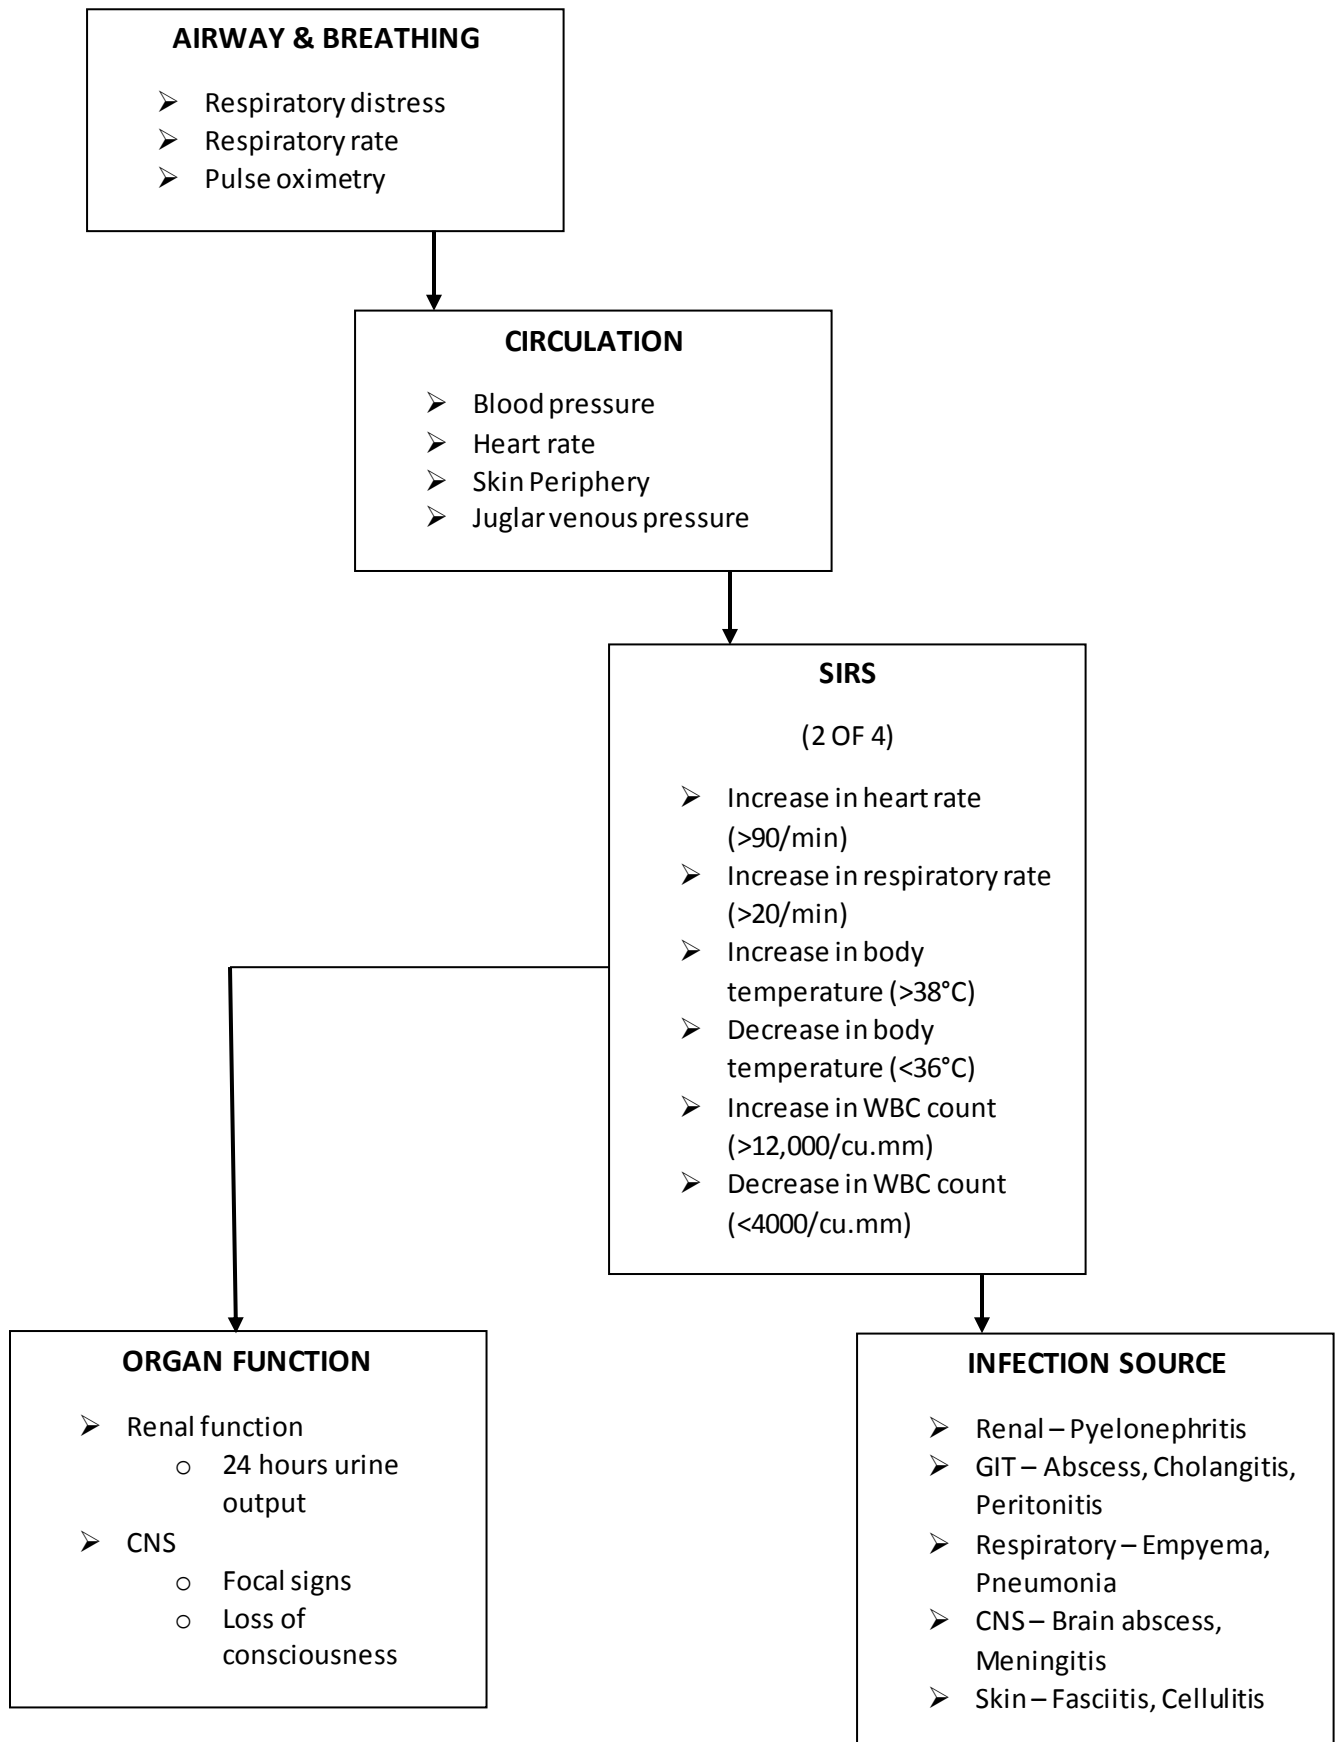 AIRWAY & BREATHING
➢ Respiratory distress
➢ Respiratory rate
➢ Pulse oximetry
CIRCULATION
➢ Blood pressure
➢ Heart rate
➢ Skin Periphery
➢ Juglar venous pressure
SIRS
(2 OF 4)
➢ Increase in heart rate
(>90/min)
➢ Increase in respiratory rate
(>20/min)
➢ Increase in body
temperature (>38°C)
➢ Decrease in body
temperature (<36°C)
➢ Increase in WBC count
(>12,000/cu.mm)
➢ Decrease in WBC count
(<4000/cu.mm)
ORGAN FUNCTION
➢ Renal function
o 24 hours urine
output
➢ CNS
o Focal signs
o Loss of
consciousness
INFECTION SOURCE
➢ Renal – Pyelonephritis
➢ GIT – Abscess, Cholangitis,
Peritonitis
➢ Respiratory – Empyema,
Pneumonia
➢ CNS – Brain abscess,
Meningitis
➢ Skin – Fasciitis, Cellulitis